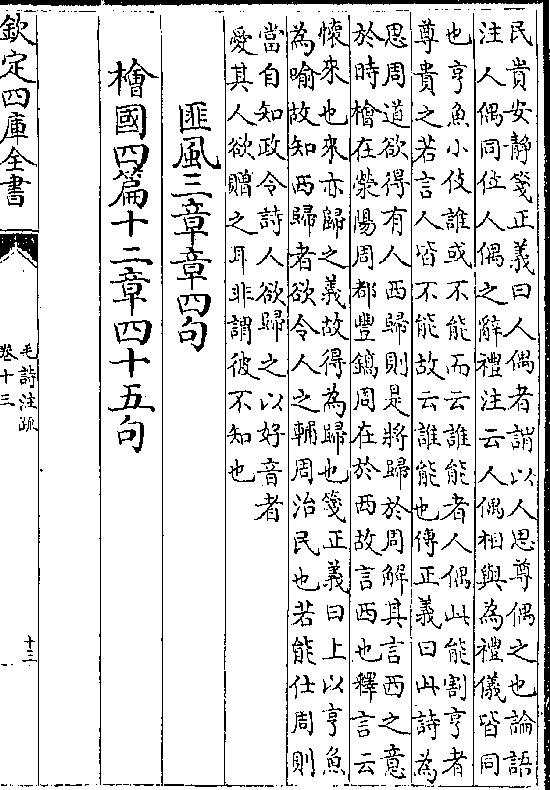 民貴安靜箋正義曰人偶者謂以人思尊偶之也論語
注人偶同位人偶之辭禮注云人偶相與為禮儀皆同
也亨魚小伎誰或不能而云誰能者人偶此能割亨者
尊貴之若言人皆不能故云誰能也傳正義曰此詩為
思周道欲得有人西歸則是將歸於周解其言西之意
於時檜在滎陽周都豐鎬周在於西故言西也釋言云
懷來也來亦歸之義故得為歸也箋正義曰上以亨魚
為喻故知西歸者欲令人之輔周治民也若能仕周則
當自知政令詩人欲歸之以好音者
愛其人欲贈之耳非謂彼不知也
匪風三章章四句
檜國四篇十二章四十五句
欽定四庫全書
毛詩注疏
卷十三
十三